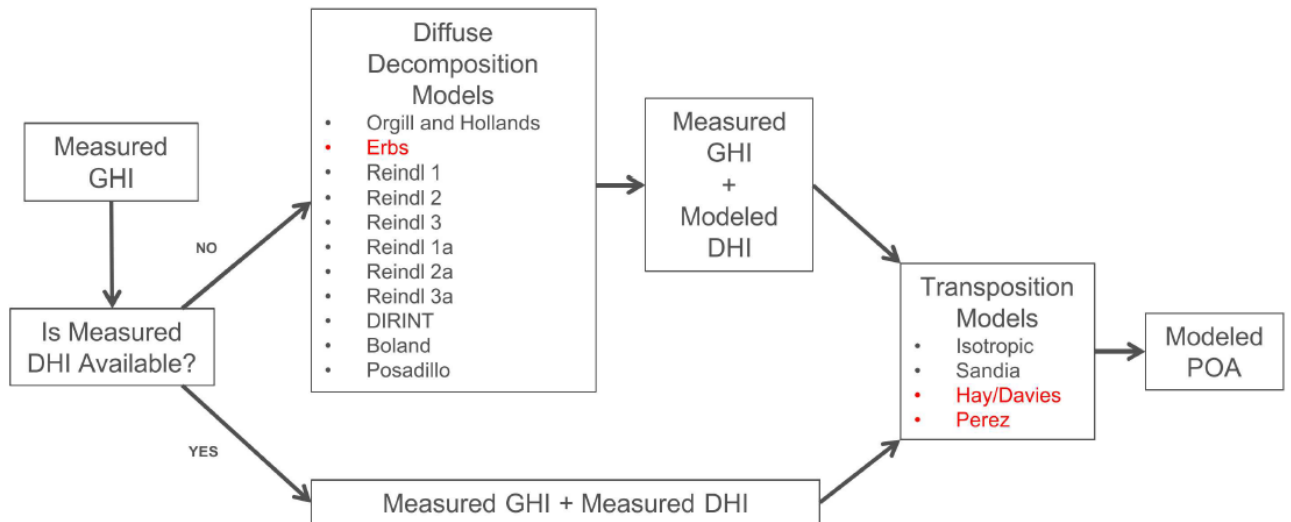 Measured
GHI
Is Measured
DHI Available?
NO
YES
Diffuse
Decomposition
Models
• Orgill and Hollands
• Erbs
• Reindl 1
• Reindl 2
• Reindl 3
• Reindl 1a
• Reindl 2a
• Reindl 3a
• DIRINT
• Boland
• Posadillo
Measured
GHI
+
Modeled
DHI
Measured GHI + Measured DHI
Transposition
Models
• Isotropic
• Sandia
• Hay/Davies
• Perez
Modeled
POA